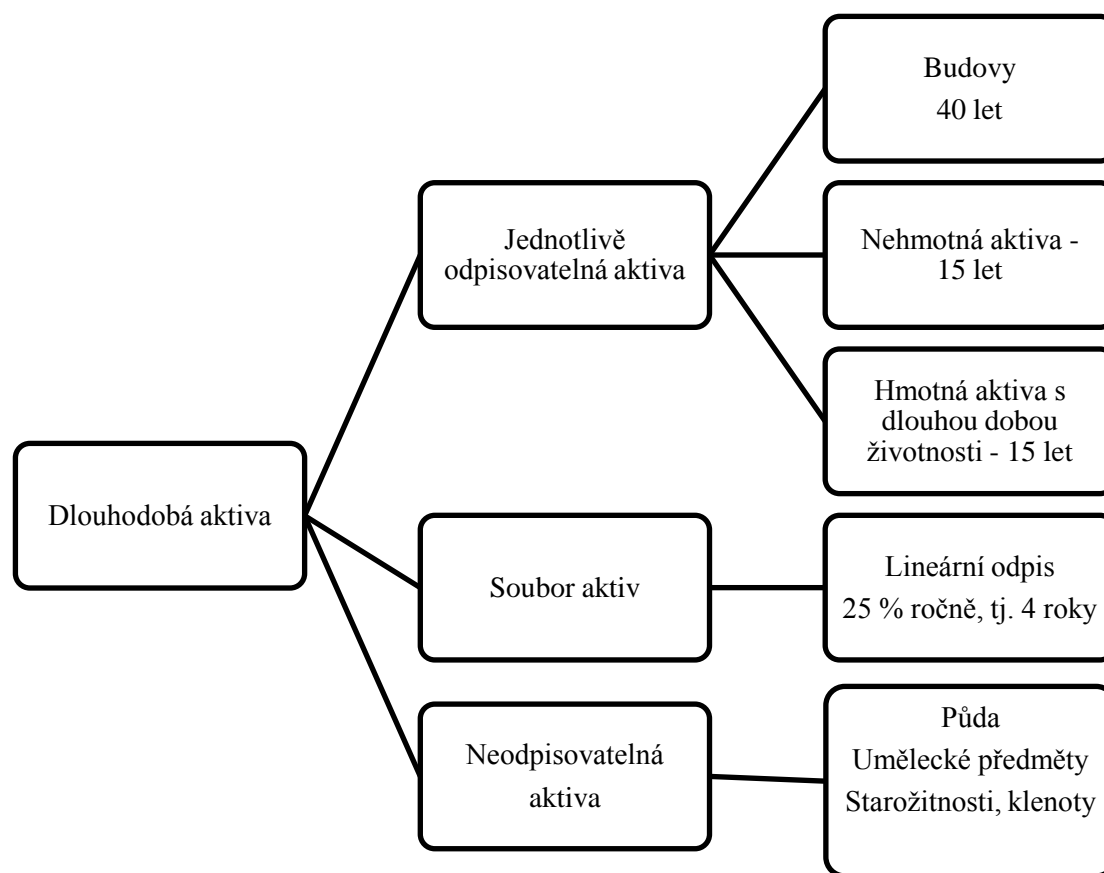 Dlouhodobá aktiva
Jednotlivě
odpisovatelná aktiva
Budovy
40 let
Nehmotná aktiva -
15 let
Hmotná aktiva s
dlouhou dobou
životnosti - 15 let
Soubor aktiv
Lineární odpis
25 % ročně, tj. 4 roky
Neodpisovatelná
aktiva
Půda
Umělecké předměty
Starožitnosti, klenoty